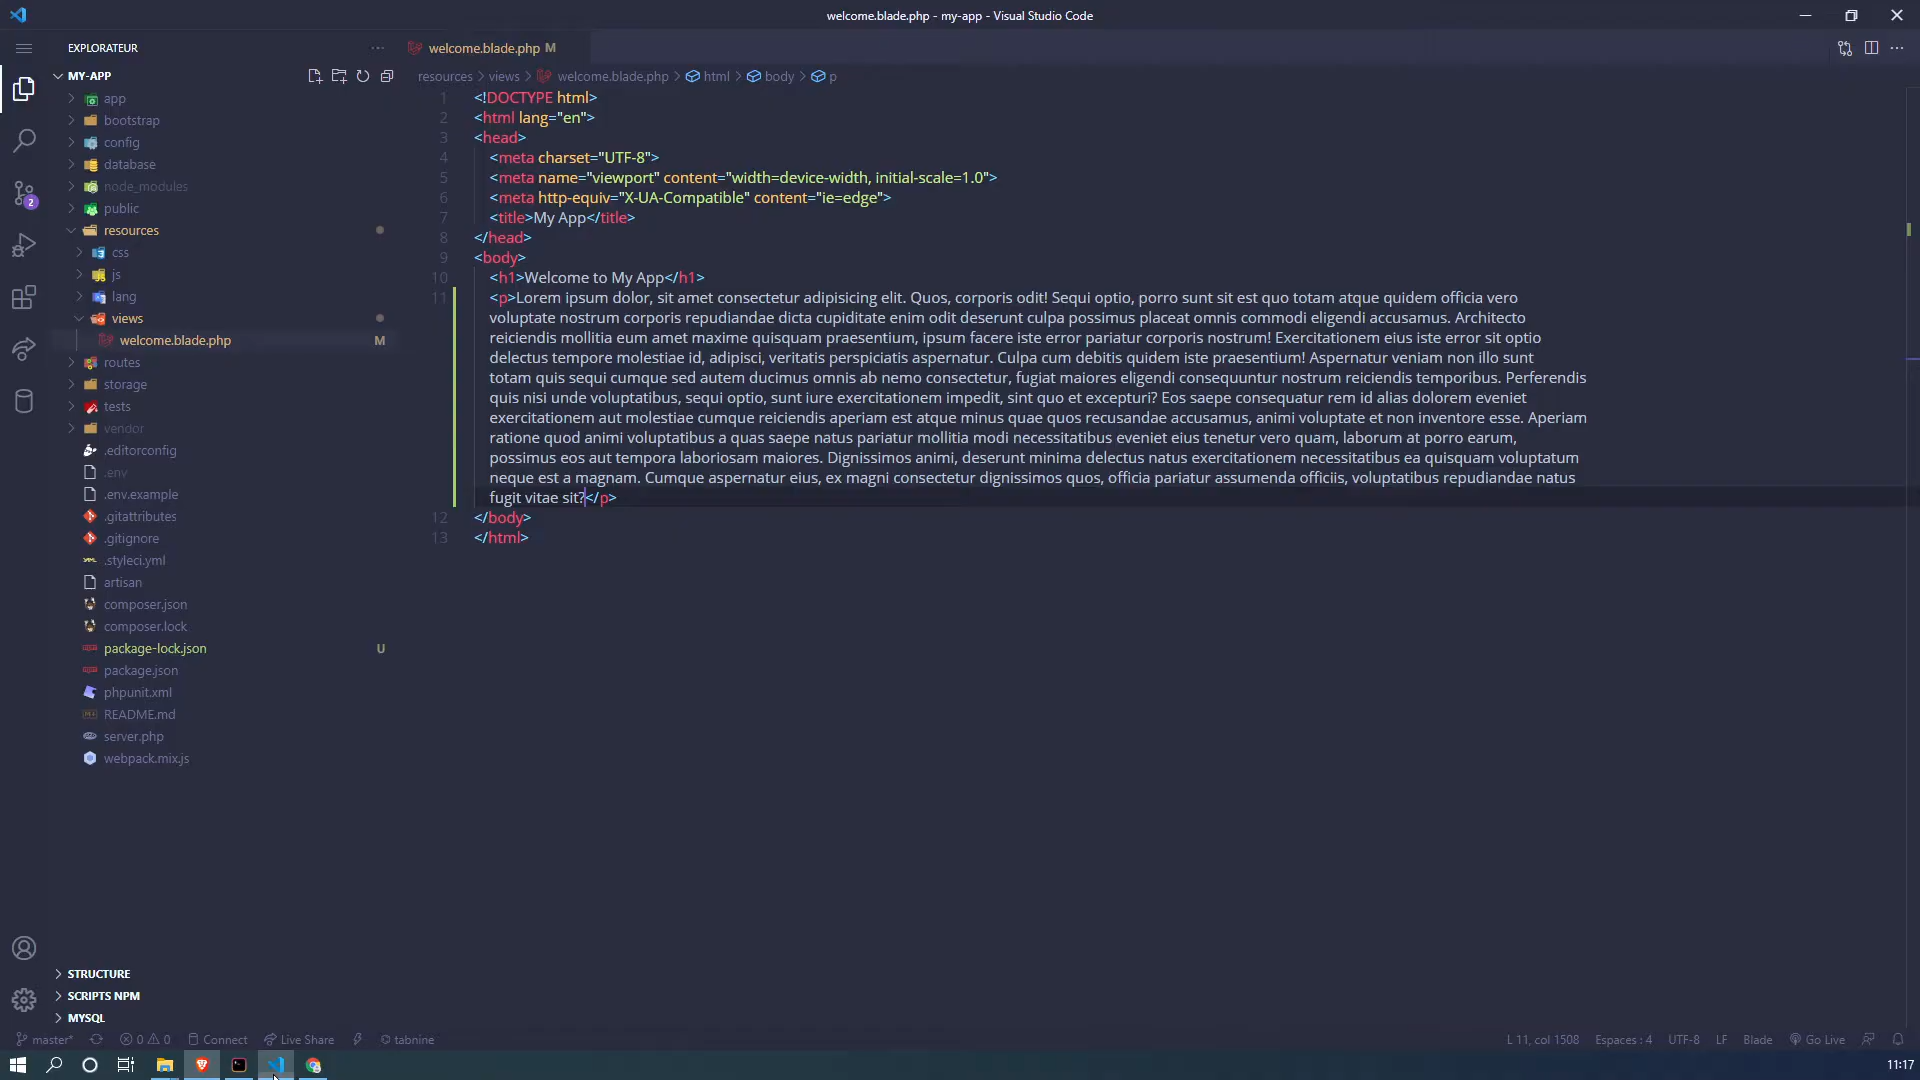 welcome.blade.php - my-app - Visual Studio Code
EXPLORATEUR
MY-APP
app
bootstrap
config
database
node_modules
public
resources
css
js
lang
views
welcome.blade.php M
routes
storage
tests
vendor
.editorconfig
.env
.env.example
.gitattributes
.gitignore
.styleci.yml
artisan
composer.json
composer.lock
package-lock.json U
package.json
phpunit.xml
README.md
server.php
webpack.mix.js
STRUCTURE
SCRIPTS NPM
MYSQL
2
welcome.blade.php M
resources > views > welcome.blade.php > html > body > p
1 <!DOCTYPE html>
2 <html lang="en">
3 <head>
4 <meta charset="UTF-8">
5 <meta name="viewport" content="width=device-width, initial-scale=1.0">
6 <meta http-equiv="X-UA-Compatible" content="ie=edge">
7 <title>My App</title>
8 </head>
9 <body>
10 <h1>Welcome to My App</h1>
11 <p>Lorem ipsum dolor, sit amet consectetur adipisicing elit. Quos, corporis odit! Sequi optio, porro sunt sit est quo totam atque quidem officia vero
voluptate nostrum corporis repudiandae dicta cupiditate enim odit deserunt culpa possimus placeat omnis commodi eligendi accusamus. Architecto
reiciendis mollitia eum amet maxime quisquam praesentium, ipsum facere iste error pariatur corporis nostrum! Exercitationem eius iste error sit optio
delectus tempore molestiae id, adipisci, veritatis perspiciatis aspernatur. Culpa cum debitis quidem iste praesentium! Aspernatur veniam non illo sunt
totam quis sequi cumque sed autem ducimus omnis ab nemo consectetur, fugiat maiores eligendi consequuntur nostrum reiciendis temporibus. Perferendis
quis nisi unde voluptatibus, sequi optio, sunt iure exercitationem impedit, sint quo et excepturi? Eos saepe consequatur rem id alias dolorem eveniet
exercitationem aut molestiae cumque reiciendis aperiam est atque minus quae quos recusandae accusamus, animi voluptate et non inventore esse. Aperiam
ratione quod animi voluptatibus a quas saepe natus pariatur mollitia modi necessitatibus eveniet eius tenetur vero quam, laborum at porro earum,
possimus eos aut tempora laboriosam maiores. Dignissimos animi, deserunt minima delectus natus exercitationem necessitatibus ea quisquam voluptatum
neque est a magnam. Cumque aspernatur eius, ex magni consectetur dignissimos quos, officia pariatur assumenda officiis, voluptatibus repudiandae natus
fugit vitae sit?</p>
12 </body>
13 </html>
master* 0 0 Connect Live Share tabnine L 11, col 1508 Espaces : 4 UTF-8 LF Blade Go Live
11:17